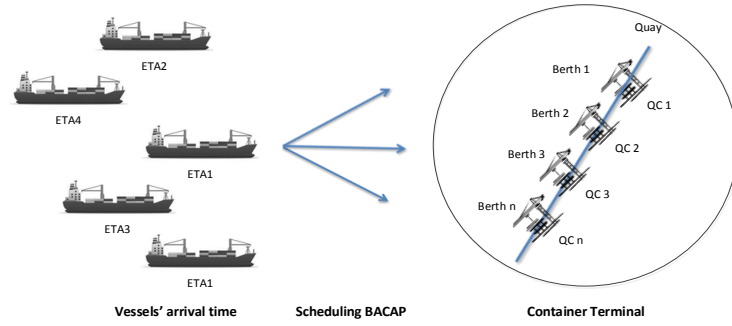 Quay
ETA2
Berth 1
ETA4
QC 1
Berth 2
QC 2
ETA1
Berth 3
QC 3
ETA3
Berth n
QC n
ETA1
Vessels' arrival time
Scheduling BACAP
Container Terminal